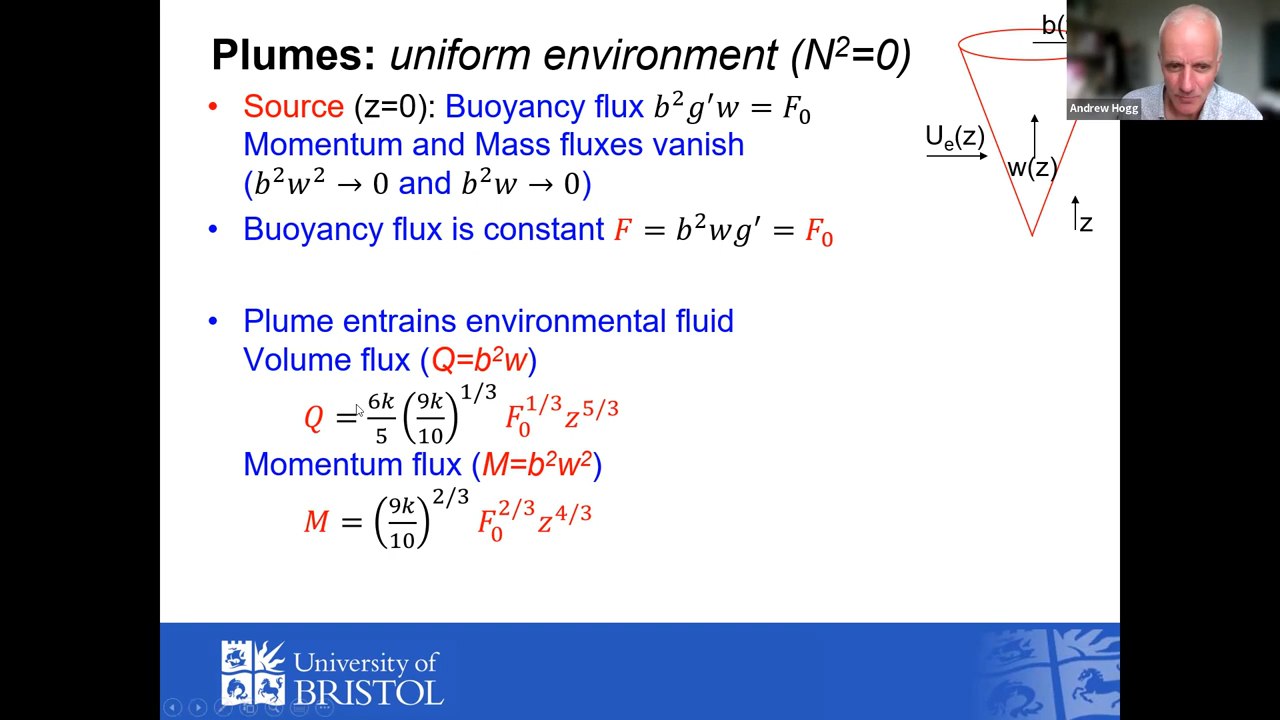 Plumes: uniform environment (N²=0)
• Source (z=0): Buoyancy flux b²g′w = F₀
Momentum and Mass fluxes vanish
(b²w² → 0 and b²w → 0)
• Buoyancy flux is constant F = b²wg′ = F₀
• Plume entrains environmental fluid
Volume flux (Q=b²w)
Q = 6k/5 (9k/10)^1/3 F₀^1/3 z^5/3
Momentum flux (M=b²w²)
M = (9k/10)^2/3 F₀^2/3 z^4/3
b(
Uₑ(z)
w(z)
z
Andrew Hogg
University of
BRISTOL